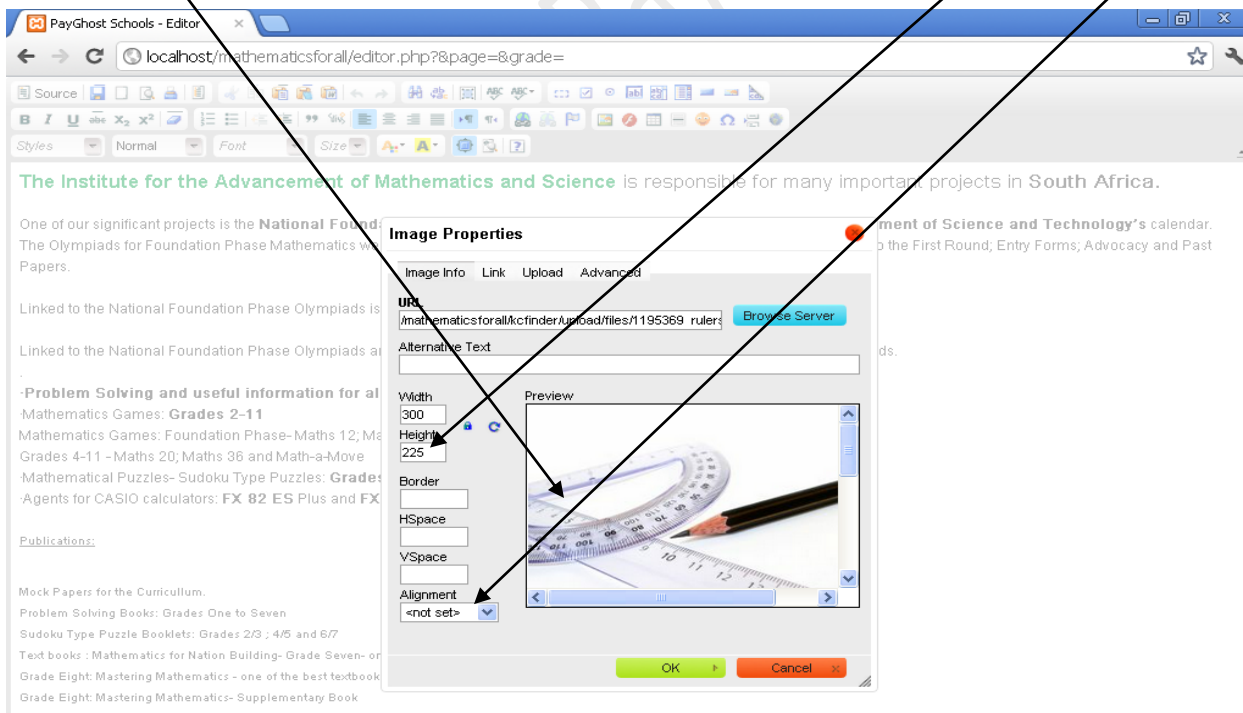 PayGhost Schools - Editor
localhost/mathematicsforall/editor.php?&page=&grade=
Source
B I U abc X₂ X²
Styles Normal Font Size
The Institute for the Advancement of Mathematics and Science is responsible for many important projects in South Africa.
One of our significant projects is the National ment of Science and Technology's calendar.
The Olympiads for Foundation Phase Mathematics the First Round; Entry Forms; Advocacy and Past
Papers.
Linked to the National Foundation Phase Olympiads is
Linked to the National Foundation Phase Olympiads ds.
.
·Problem Solving and useful information for al
·Mathematics Games: Grades 2-11
Mathematics Games: Foundation Phase- Maths 12;
Grades 4-11 - Maths 20; Maths 36 and Math-a-Move
·Mathematical Puzzles- Sudoku Type Puzzles: Grade
·Agents for CASIO calculators: FX 82 ES Plus and FX
Publications:
Mock Papers for the Curricullum.
Problem Solving Books: Grades One to Seven
Sudoku Type Puzzle Booklets: Grades 2/3 ; 4/5 and 6/7
Text books : Mathematics for Nation Building- Grade Seven- or
Grade Eight: Mastering Mathematics - one of the best textbook
Grade Eight: Mastering Mathematics- Supplementary Book
Image Properties
Image Info Link Upload Advanced
URL
/mathematicsforall/kcfinder/upload/files/1195369_rulers
Browse Server
Alternative Text
Width
300
Height
225
Border
HSpace
VSpace
Alignment
<not set>
Preview
OK
Cancel